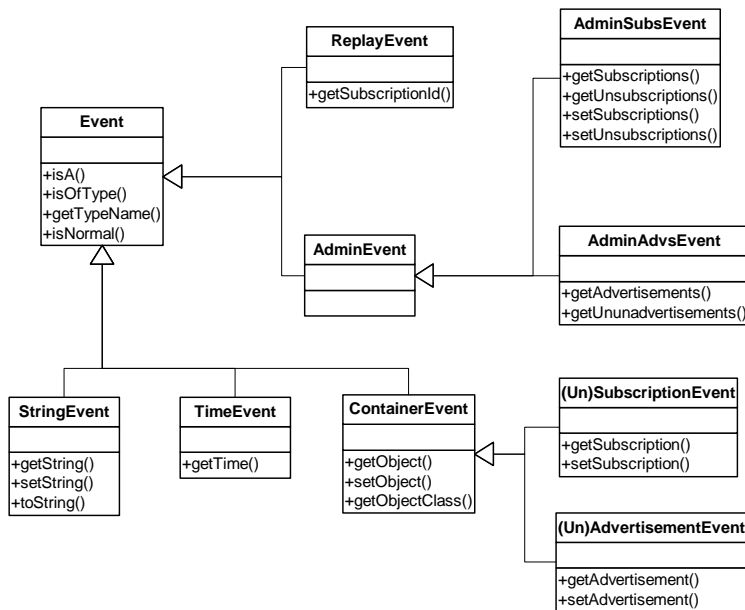 ReplayEvent
+getSubscriptionId()
AdminSubsEvent
+getSubscriptions()
+getUnsubscriptions()
+setSubscriptions()
+setUnsubscriptions()
Event
+isA()
+isOfType()
+getTypeName()
+isNormal()
AdminEvent
AdminAdvsEvent
+getAdvertisements()
+getUnunadvertisements()
StringEvent
+getString()
+setString()
+toString()
TimeEvent
+getTime()
ContainerEvent
+getObject()
+setObject()
+getObjectClass()
(Un)SubscriptionEvent
+getSubscription()
+setSubscription()
(Un)AdvertisementEvent
+getAdvertisement()
+setAdvertisement()